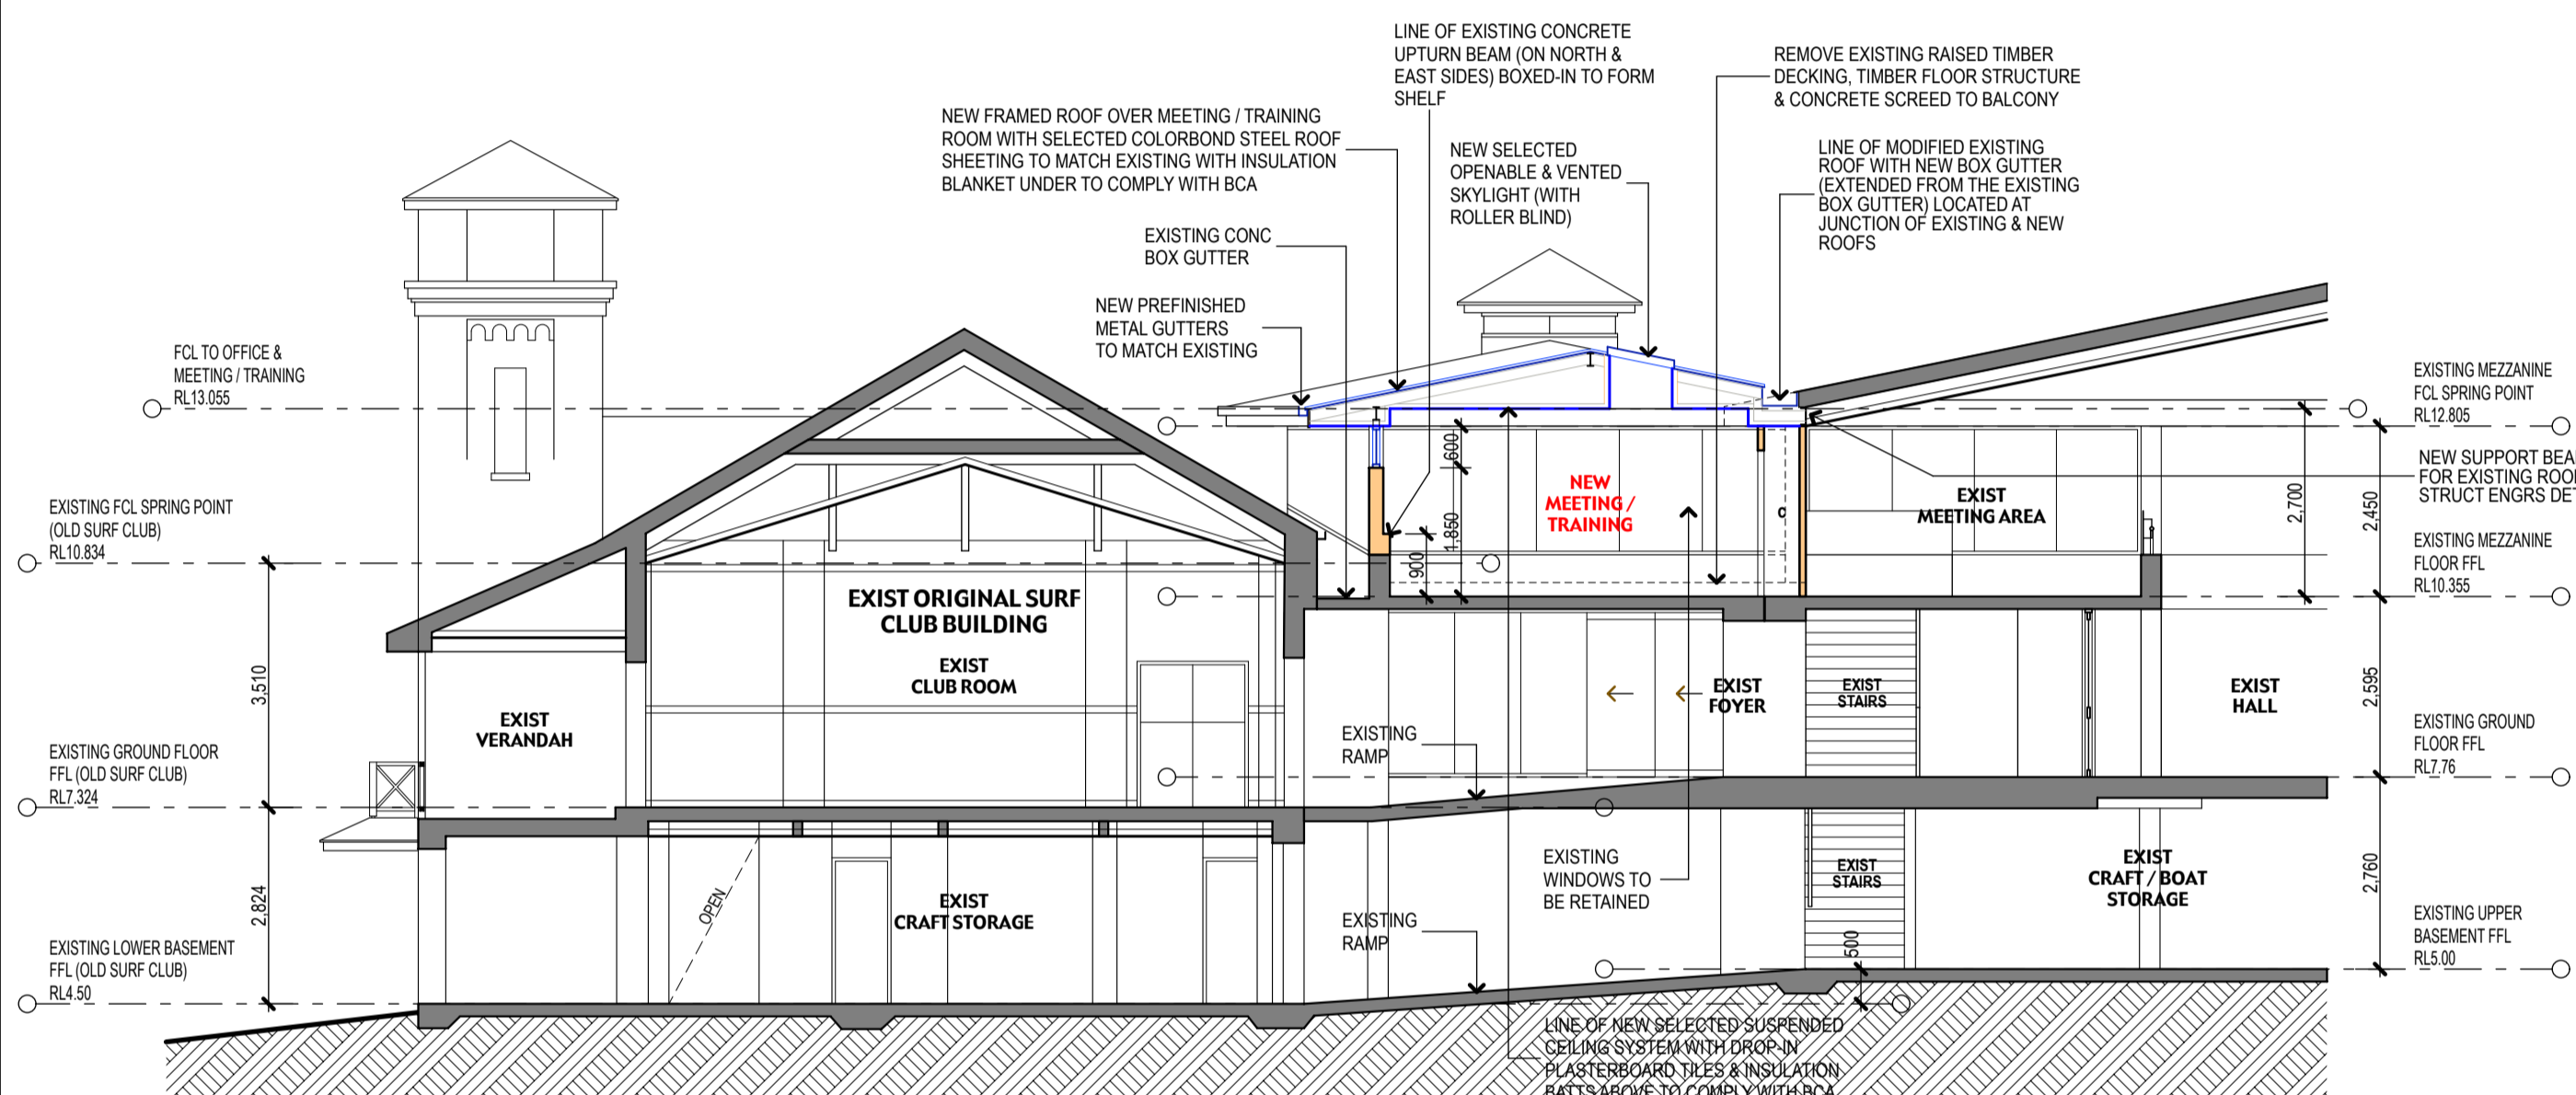 LINE OF EXISTING CONCRETE
UPTURN BEAM (ON NORTH &
EAST SIDES) BOXED-IN TO FORM
SHELF
REMOVE EXISTING RAISED TIMBER
DECKING, TIMBER FLOOR STRUCTURE
& CONCRETE SCREED TO BALCONY
NEW FRAMED ROOF OVER MEETING / TRAINING
ROOM WITH SELECTED COLORBOND STEEL ROOF
SHEETING TO MATCH EXISTING WITH INSULATION
BLANKET UNDER TO COMPLY WITH BCA
NEW SELECTED
OPENABLE & VENTED
SKYLIGHT (WITH
ROLLER BLIND)
LINE OF MODIFIED EXISTING
ROOF WITH NEW BOX GUTTER
(EXTENDED FROM THE EXISTING
BOX GUTTER) LOCATED AT
JUNCTION OF EXISTING & NEW
ROOFS
EXISTING CONC
BOX GUTTER
NEW PREFINISHED
METAL GUTTERS
TO MATCH EXISTING
FCL TO OFFICE &
MEETING / TRAINING
RL13.055
EXISTING MEZZANINE
FCL SPRING POINT
RL12.805
NEW SUPPORT BEA
FOR EXISTING ROO
STRUCT ENGRS DE
EXISTING FCL SPRING POINT
(OLD SURF CLUB)
RL10.834
600
1,850
900
NEW
MEETING /
TRAINING
EXIST
MEETING AREA
2,700
2,450
EXISTING MEZZANINE
FLOOR FFL
RL10.355
EXIST ORIGINAL SURF
CLUB BUILDING
EXIST
CLUB ROOM
3,510
EXIST
VERANDAH
EXISTING
RAMP
EXIST
FOYER
EXIST
STAIRS
EXIST
HALL
2,595
EXISTING GROUND
FLOOR FFL
RL7.76
EXISTING GROUND FLOOR
FFL (OLD SURF CLUB)
RL7.324
2,824
OPEN
EXIST
CRAFT STORAGE
EXISTING
WINDOWS TO
BE RETAINED
EXIST
STAIRS
EXIST
CRAFT / BOAT
STORAGE
2,760
EXISTING
RAMP
500
EXISTING UPPER
BASEMENT FFL
RL5.00
EXISTING LOWER BASEMENT
FFL (OLD SURF CLUB)
RL4.50
LINE OF NEW SELECTED SUSPENDED
CEILING SYSTEM WITH DROP-IN
PLASTERBOARD TILES & INSULATION
BATTS ABOVE TO COMPLY WITH BCA